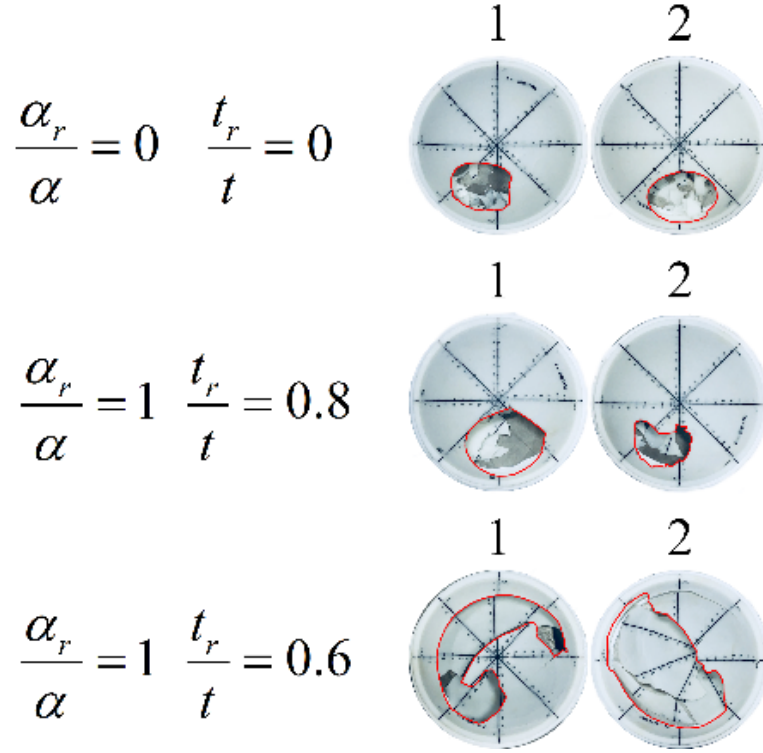 1 2
α_r/α = 0 t_r/t = 0
1 2
α_r/α = 1 t_r/t = 0.8
1 2
α_r/α = 1 t_r/t = 0.6